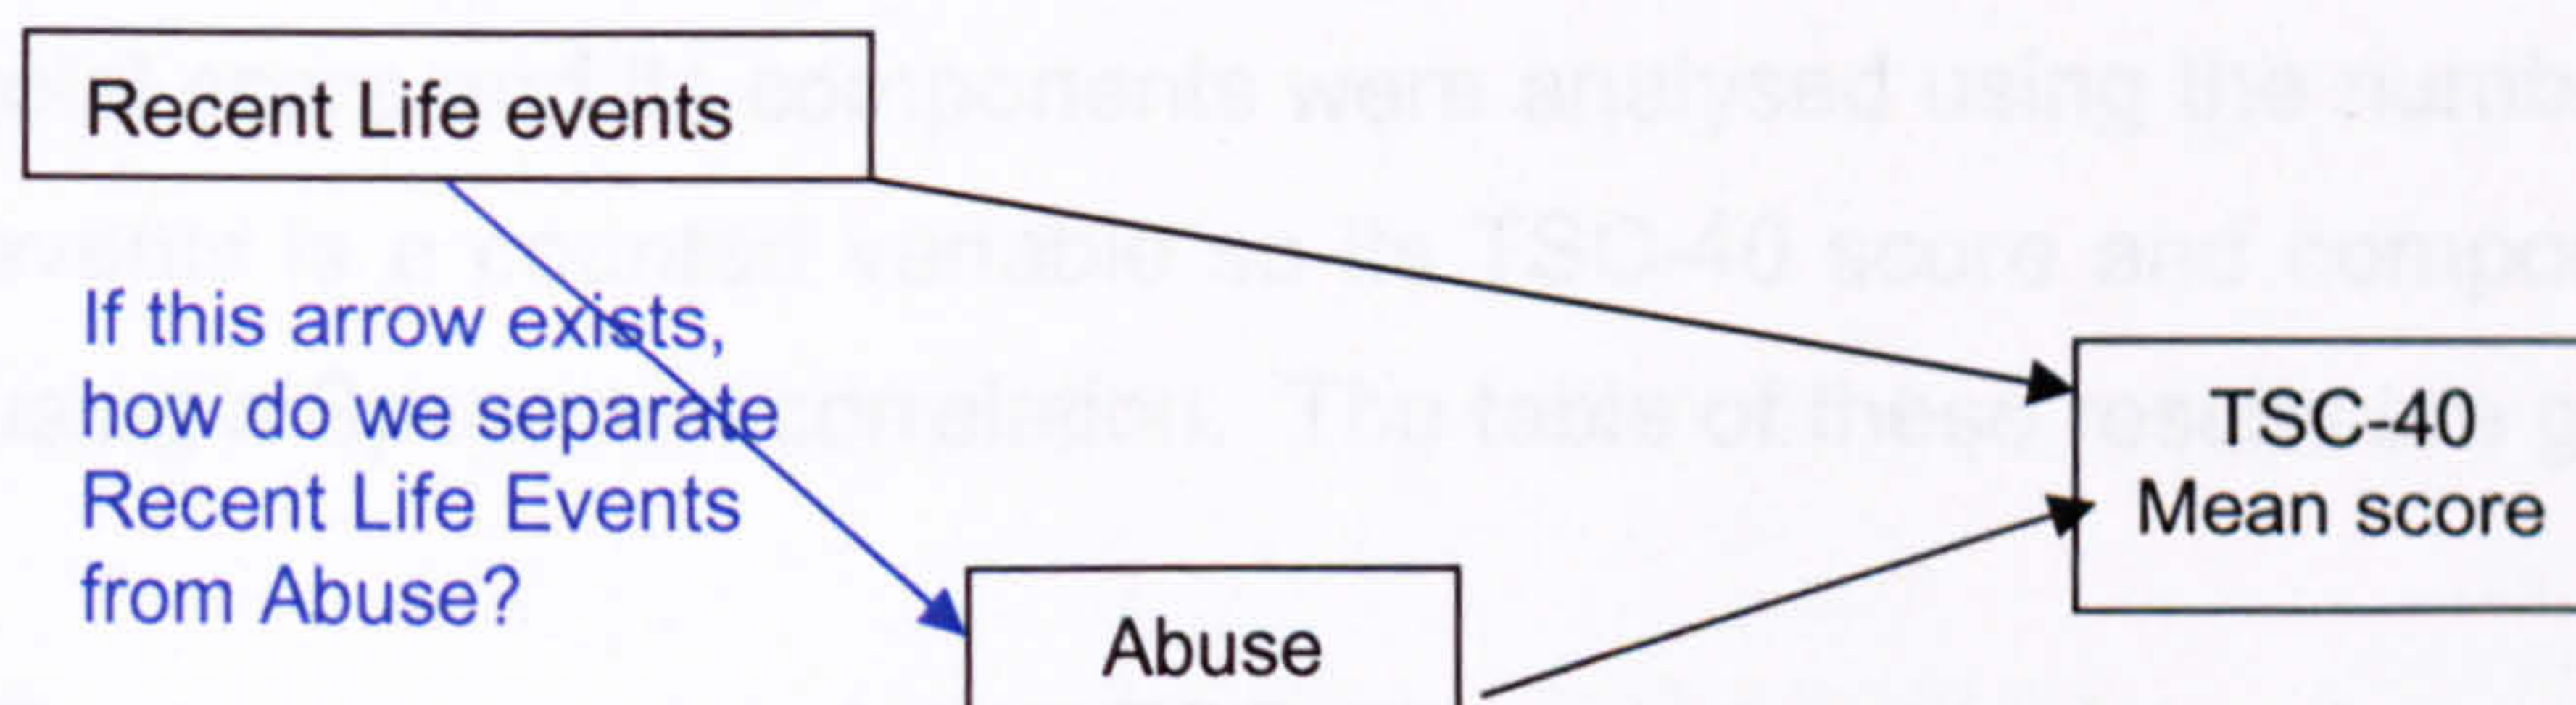 Recent Life events
If this arrow exists,
how do we separate
Recent Life Events
from Abuse?
TSC-40
Mean score
Abuse